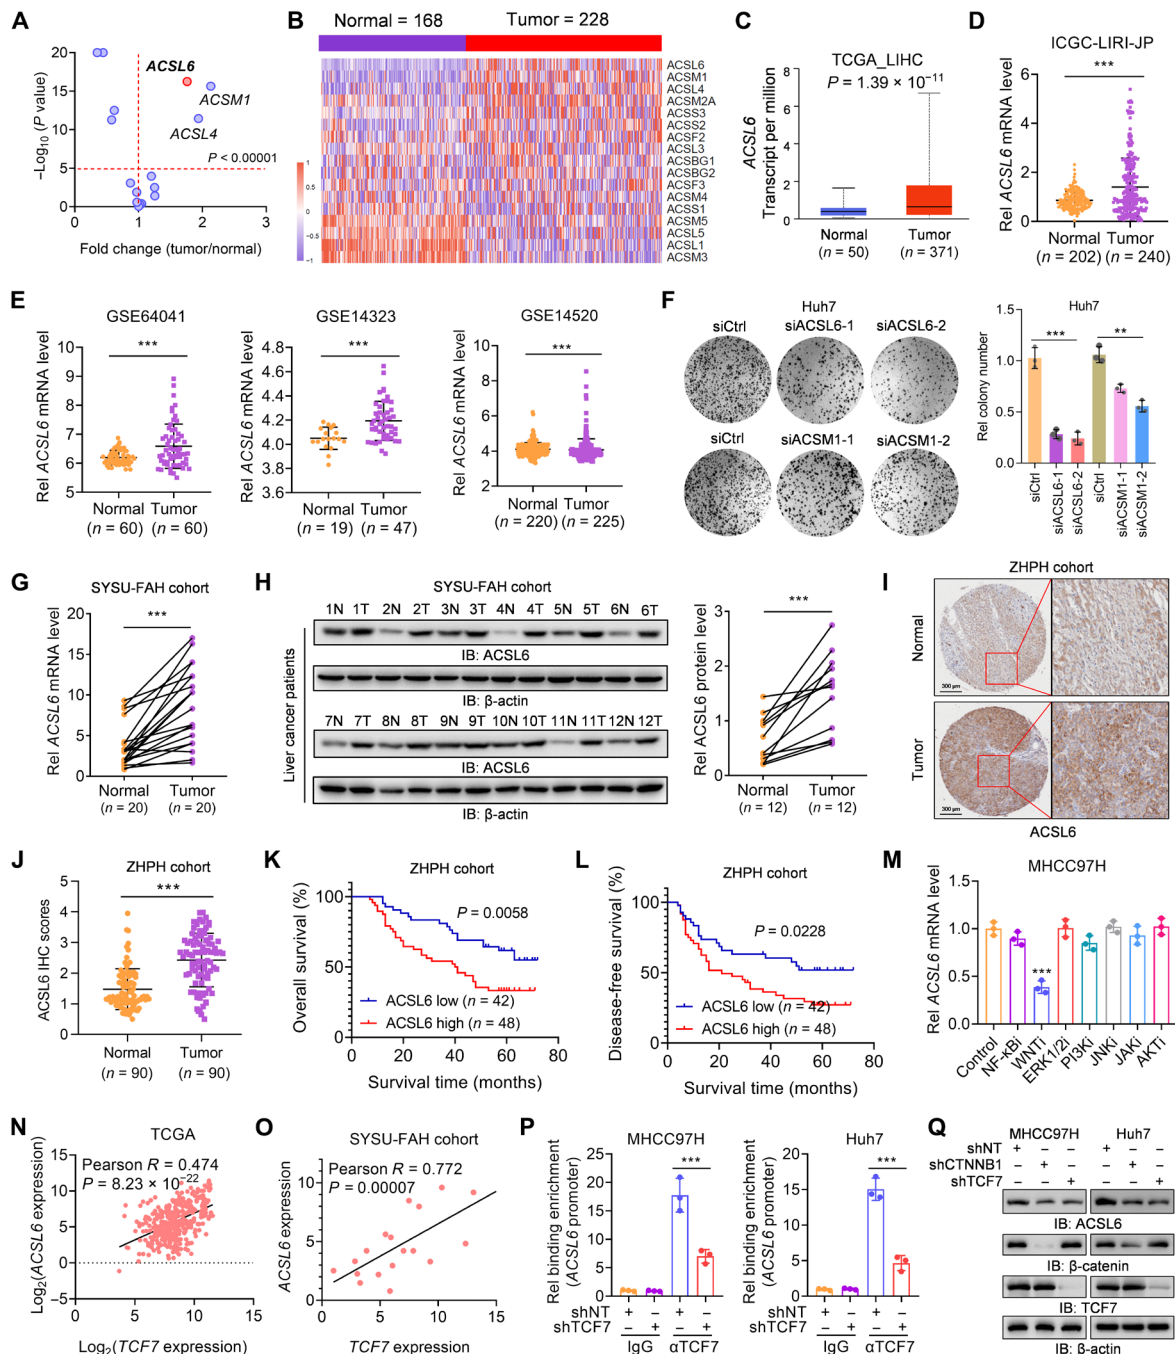 A
−Log10 (P value)
20
15
10
5
0
0
1
2
3
ACSL6
ACSM1
ACSL4
P < 0.00001
Fold change (tumor/normal)
B
Normal = 168
Tumor = 228
1
0.5
0
−0.5
−1
ACSL6
ACSM1
ACSL4
ACSM2A
ACSS3
ACSS2
ACSF2
ACSL3
ACSBG1
ACSBG2
ACSF3
ACSM4
ACSS1
ACSM5
ACSL5
ACSL1
ACSM3
C
TCGA_LIHC
P = 1.39 × 10−11
ACSL6
Transcript per million
8
6
4
2
0
Normal
(n = 50)
Tumor
(n = 371)
D
ICGC-LIRI-JP
***
Rel ACSL6 mRNA level
6
4
2
0
Normal
(n = 202)
Tumor
(n = 240)
E
GSE64041
***
Rel ACSL6 mRNA level
10
9
8
7
6
5
Normal
(n = 60)
Tumor
(n = 60)
GSE14323
***
Rel ACSL6 mRNA level
4.8
4.6
4.4
4.2
4.0
3.8
3.6
Normal
(n = 19)
Tumor
(n = 47)
GSE14520
***
Rel ACSL6 mRNA level
10
8
6
4
2
Normal
(n = 220)
Tumor
(n = 225)
F
Huh7
siCtrl
siACSL6-1
siACSL6-2
siCtrl
siACSM1-1
siACSM1-2
Huh7
***
**
Rel colony number
1.5
1.0
0.5
0.0
siCtrl
siACSL6-1
siACSL6-2
siCtrl
siACSM1-1
siACSM1-2
G
SYSU-FAH cohort
***
Rel ACSL6 mRNA level
20
15
10
5
0
Normal
(n = 20)
Tumor
(n = 20)
H
SYSU-FAH cohort
Liver cancer patients
1N 1T 2N 2T 3N 3T 4N 4T 5N 5T 6N 6T
IB: ACSL6
IB: β-actin
7N 7T 8N 8T 9N 9T 10N 10T 11N 11T 12N 12T
IB: ACSL6
IB: β-actin
***
Rel ACSL6 protein level
3
2
1
0
Normal
(n = 12)
Tumor
(n = 12)
I
ZHPH cohort
Normal
300 μm
Tumor
300 μm
ACSL6
J
ZHPH cohort
***
ACSL6 IHC scores
5
4
3
2
1
0
Normal
(n = 90)
Tumor
(n = 90)
K
ZHPH cohort
P = 0.0058
Overall survival (%)
100
50
0
ACSL6 low (n = 42)
ACSL6 high (n = 48)
0 20 40 60 80
Survival time (months)
L
ZHPH cohort
P = 0.0228
Disease-free survival (%)
100
50
0
ACSL6 low (n = 42)
ACSL6 high (n = 48)
0 20 40 60 80
Survival time (months)
M
MHCC97H
Rel ACSL6 mRNA level
1.5
1.0
0.5
0.0
***
Control
NF-κBi
WNTi
ERK1/2i
PI3Ki
JNKi
JAKi
AKTi
N
TCGA
Pearson R = 0.474
P = 8.23 × 10−22
Log2(ACSL6 expression)
15
10
5
0
−5
0 5 10 15
Log2(TCF7 expression)
O
SYSU-FAH cohort
Pearson R = 0.772
P = 0.00007
ACSL6 expression
15
10
5
0
0 5 10 15
TCF7 expression
P
MHCC97H
***
Rel binding enrichment
(ACSL6 promoter)
25
20
15
10
5
0
shNT + − + −
shTCF7 − + − +
IgG
αTCF7
Huh7
***
Rel binding enrichment
(ACSL6 promoter)
20
15
10
5
0
shNT + − + −
shTCF7 − + − +
IgG
αTCF7
Q
MHCC97H Huh7
shNT + − − + − −
shCTNNB1 − + − − + −
shTCF7 − − + − − +
IB: ACSL6
IB: β-catenin
IB: TCF7
IB: β-actin